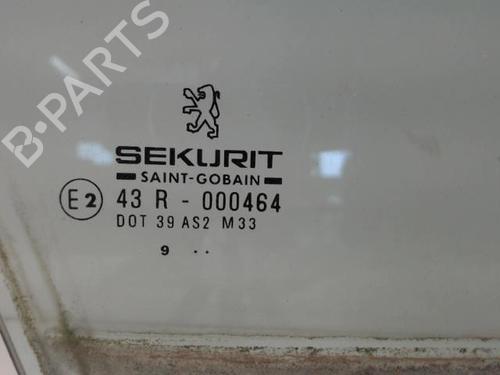 B-PARTS
SEKURIT
SAINT-GOBAIN
E2 43 R - 000464
DOT 39 AS2 M33
9 ..